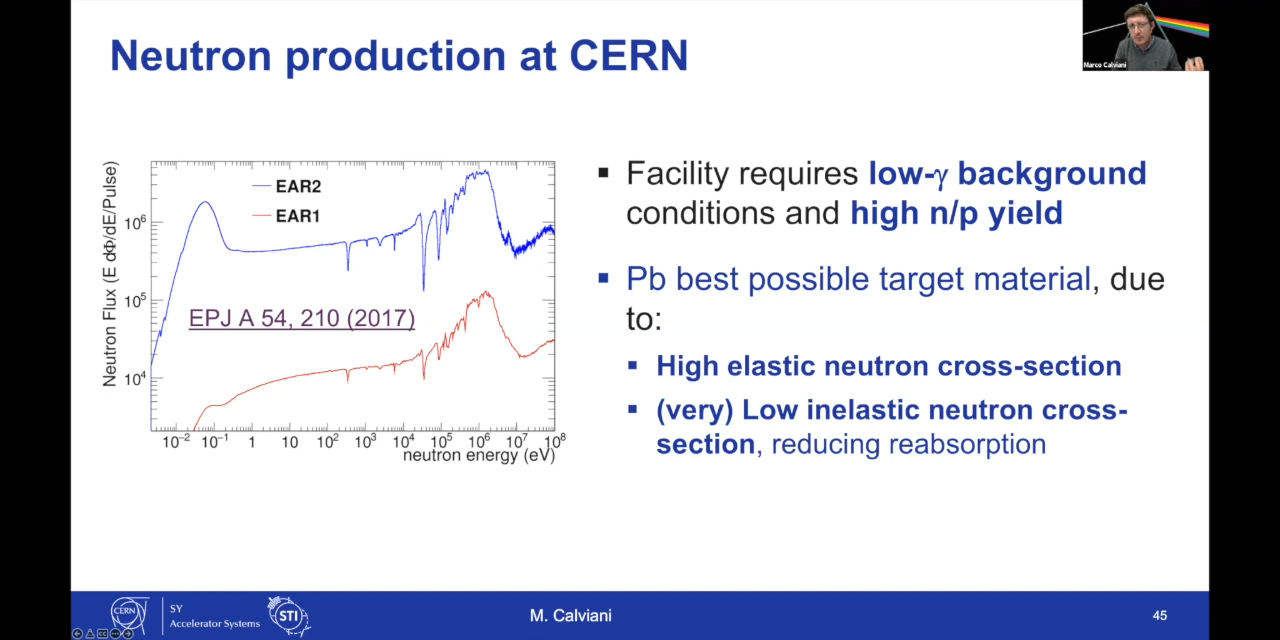 Neutron production at CERN
Marco Calviani
Neutron Flux (E dΦ/dE/Pulse)
EAR2
EAR1
10⁶
10⁵
10⁴
EPJ A 54, 210 (2017)
10⁻² 10⁻¹ 1 10 10² 10³ 10⁴ 10⁵ 10⁶ 10⁷ 10⁸
neutron energy (eV)
▪ Facility requires low-γ background
conditions and high n/p yield
▪ Pb best possible target material, due
to:
▪ High elastic neutron cross-section
▪ (very) Low inelastic neutron cross-
section, reducing reabsorption
CERN
SY
Accelerator Systems
STI
M. Calviani
45